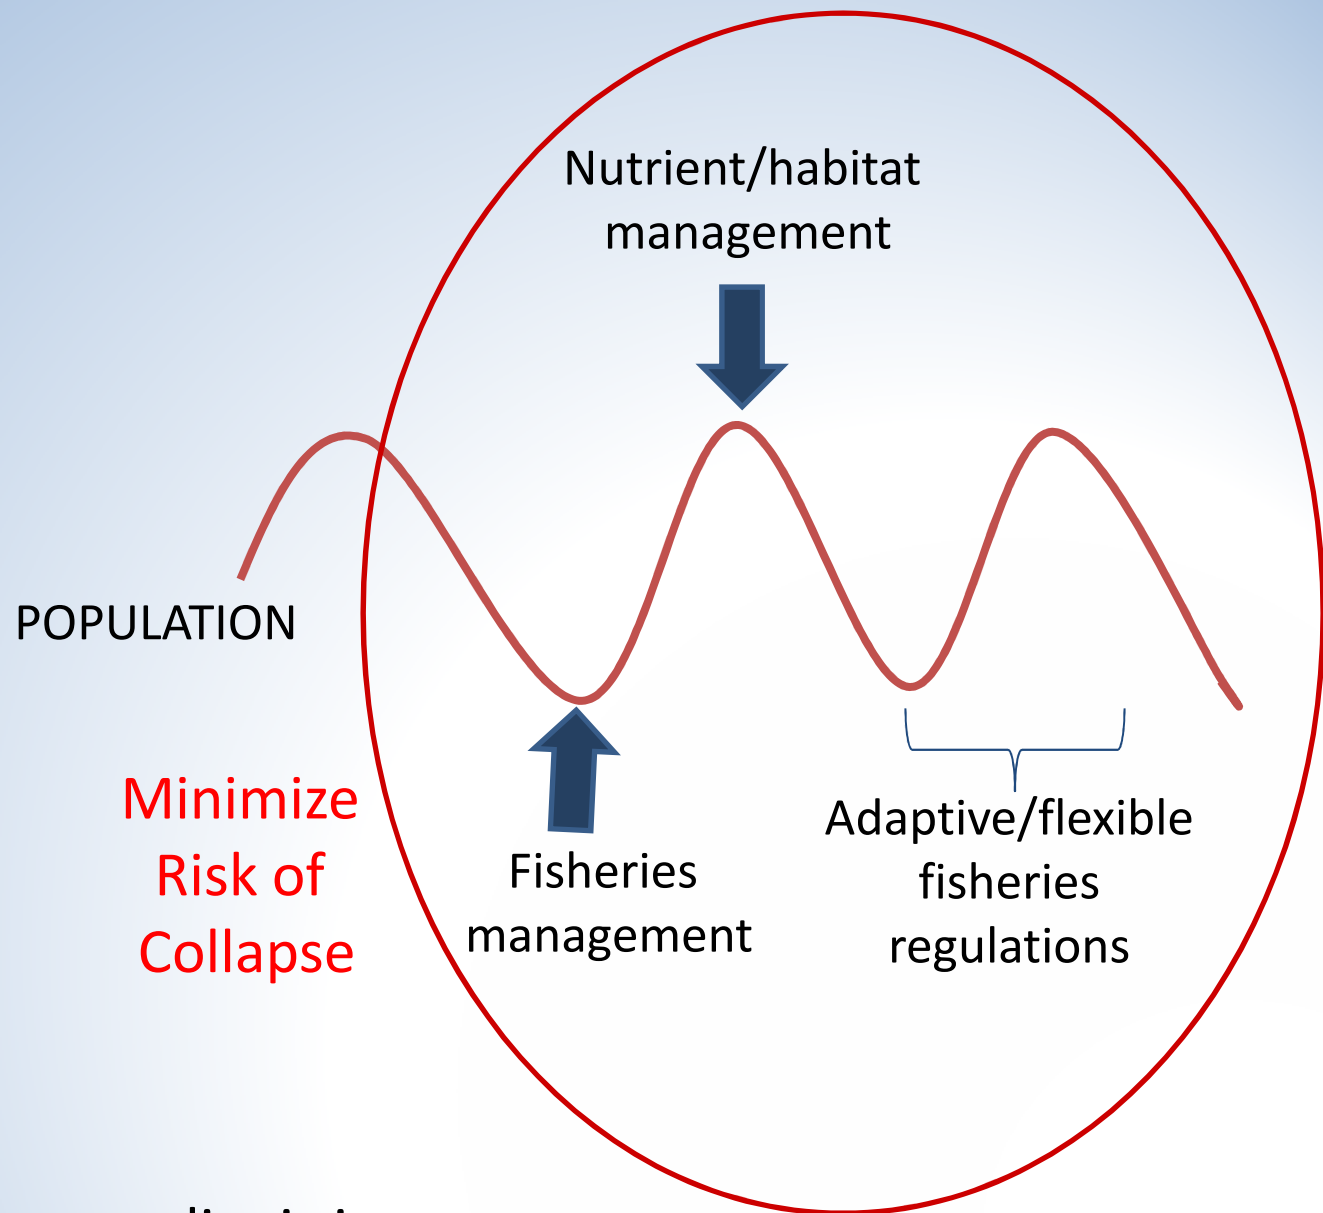 Nutrient/habitat
management
POPULATION
Minimize
Risk of
Collapse
Fisheries
management
Adaptive/flexible
fisheries
regulations